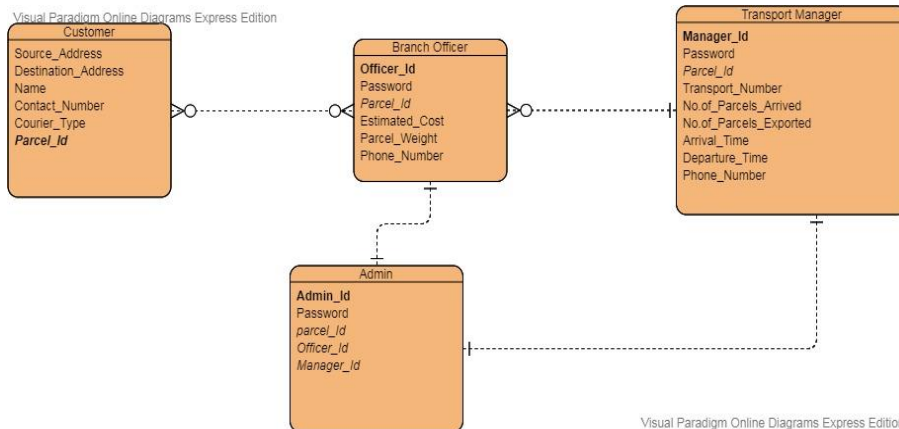 Visual Paradigm Online Diagrams Express Edition
Customer
Source_Address
Destination_Address
Name
Contact_Number
Courier_Type
Parcel_Id
Branch Officer
Officer_Id
Password
Parcel_Id
Estimated_Cost
Parcel_Weight
Phone_Number
Transport Manager
Manager_Id
Password
Parcel_Id
Transport_Number
No.of_Parcels_Arrived
No.of_Parcels_Exported
Arrival_Time
Departure_Time
Phone_Number
Admin
Admin_Id
Password
parcel_Id
Officer_Id
Manager_Id
Visual Paradigm Online Diagrams Express Edition